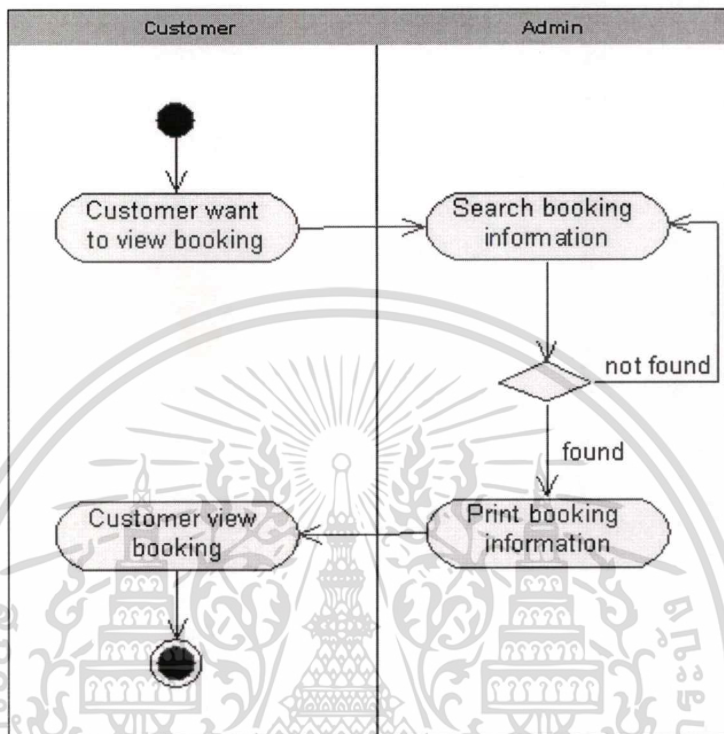 Customer
Admin
Customer want
to view booking
Search booking
information
not found
found
Print booking
information
Customer view
booking